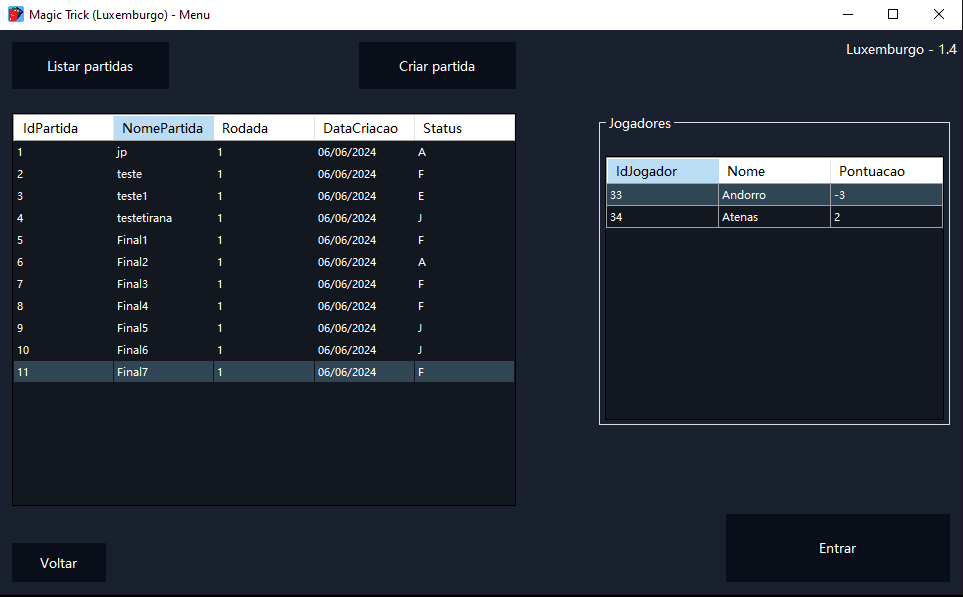 Magic Trick (Luxemburgo) - Menu
Listar partidas
Criar partida
Luxemburgo - 1.4
IdPartida NomePartida Rodada DataCriacao Status
1 jp 1 06/06/2024 A
2 teste 1 06/06/2024 F
3 teste1 1 06/06/2024 E
4 testetirana 1 06/06/2024 J
5 Final1 1 06/06/2024 F
6 Final2 1 06/06/2024 A
7 Final3 1 06/06/2024 F
8 Final4 1 06/06/2024 F
9 Final5 1 06/06/2024 J
10 Final6 1 06/06/2024 J
11 Final7 1 06/06/2024 F
Jogadores
IdJogador Nome Pontuacao
33 Andorro -3
34 Atenas 2
Voltar
Entrar